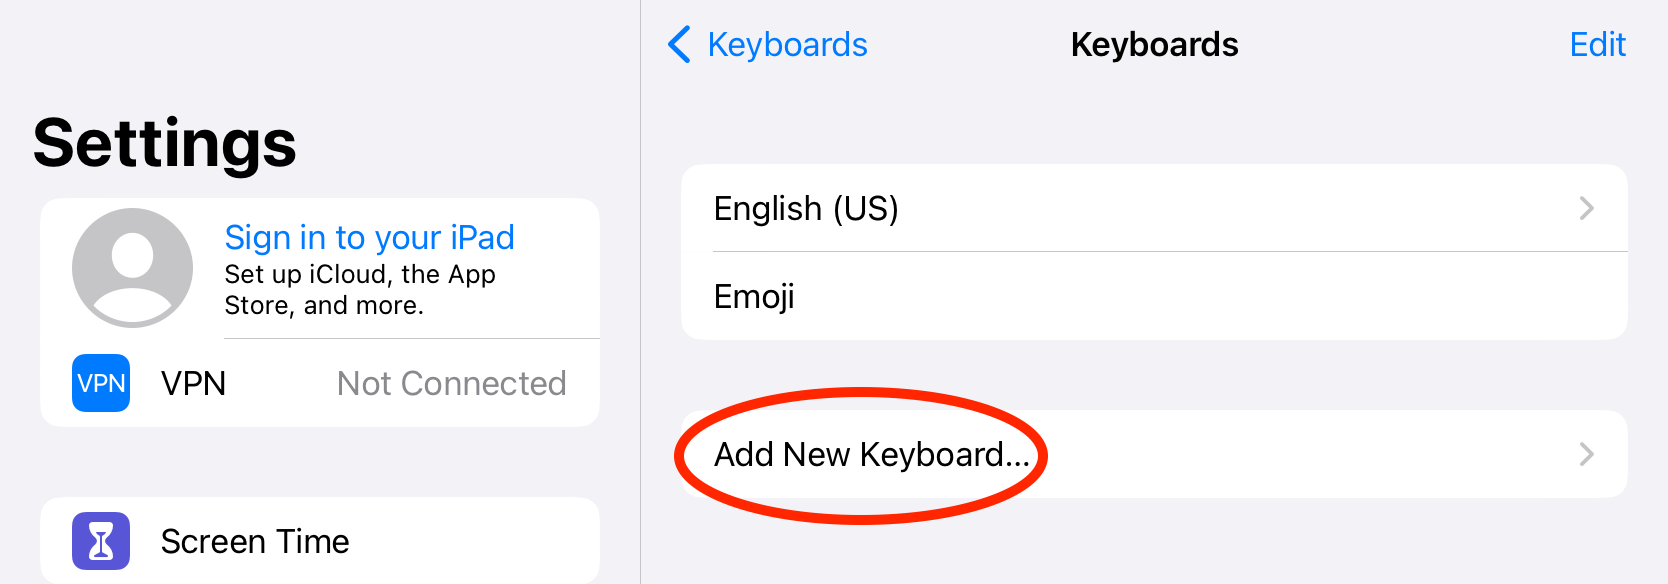 Settings
Sign in to your iPad
Set up iCloud, the App
Store, and more.
VPN VPN Not Connected
Screen Time
Keyboards Keyboards Edit
English (US)
Emoji
Add New Keyboard...